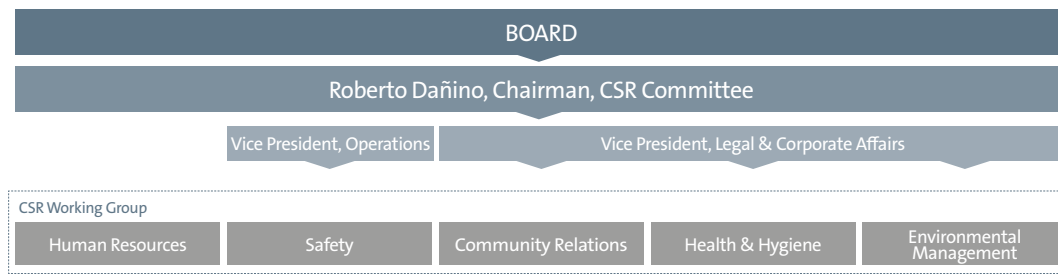 BOARD
Roberto Dañino, Chairman, CSR Committee
Vice President, Operations
Vice President, Legal & Corporate Affairs
CSR Working Group
Human Resources
Safety
Community Relations
Health & Hygiene
Environmental
Management